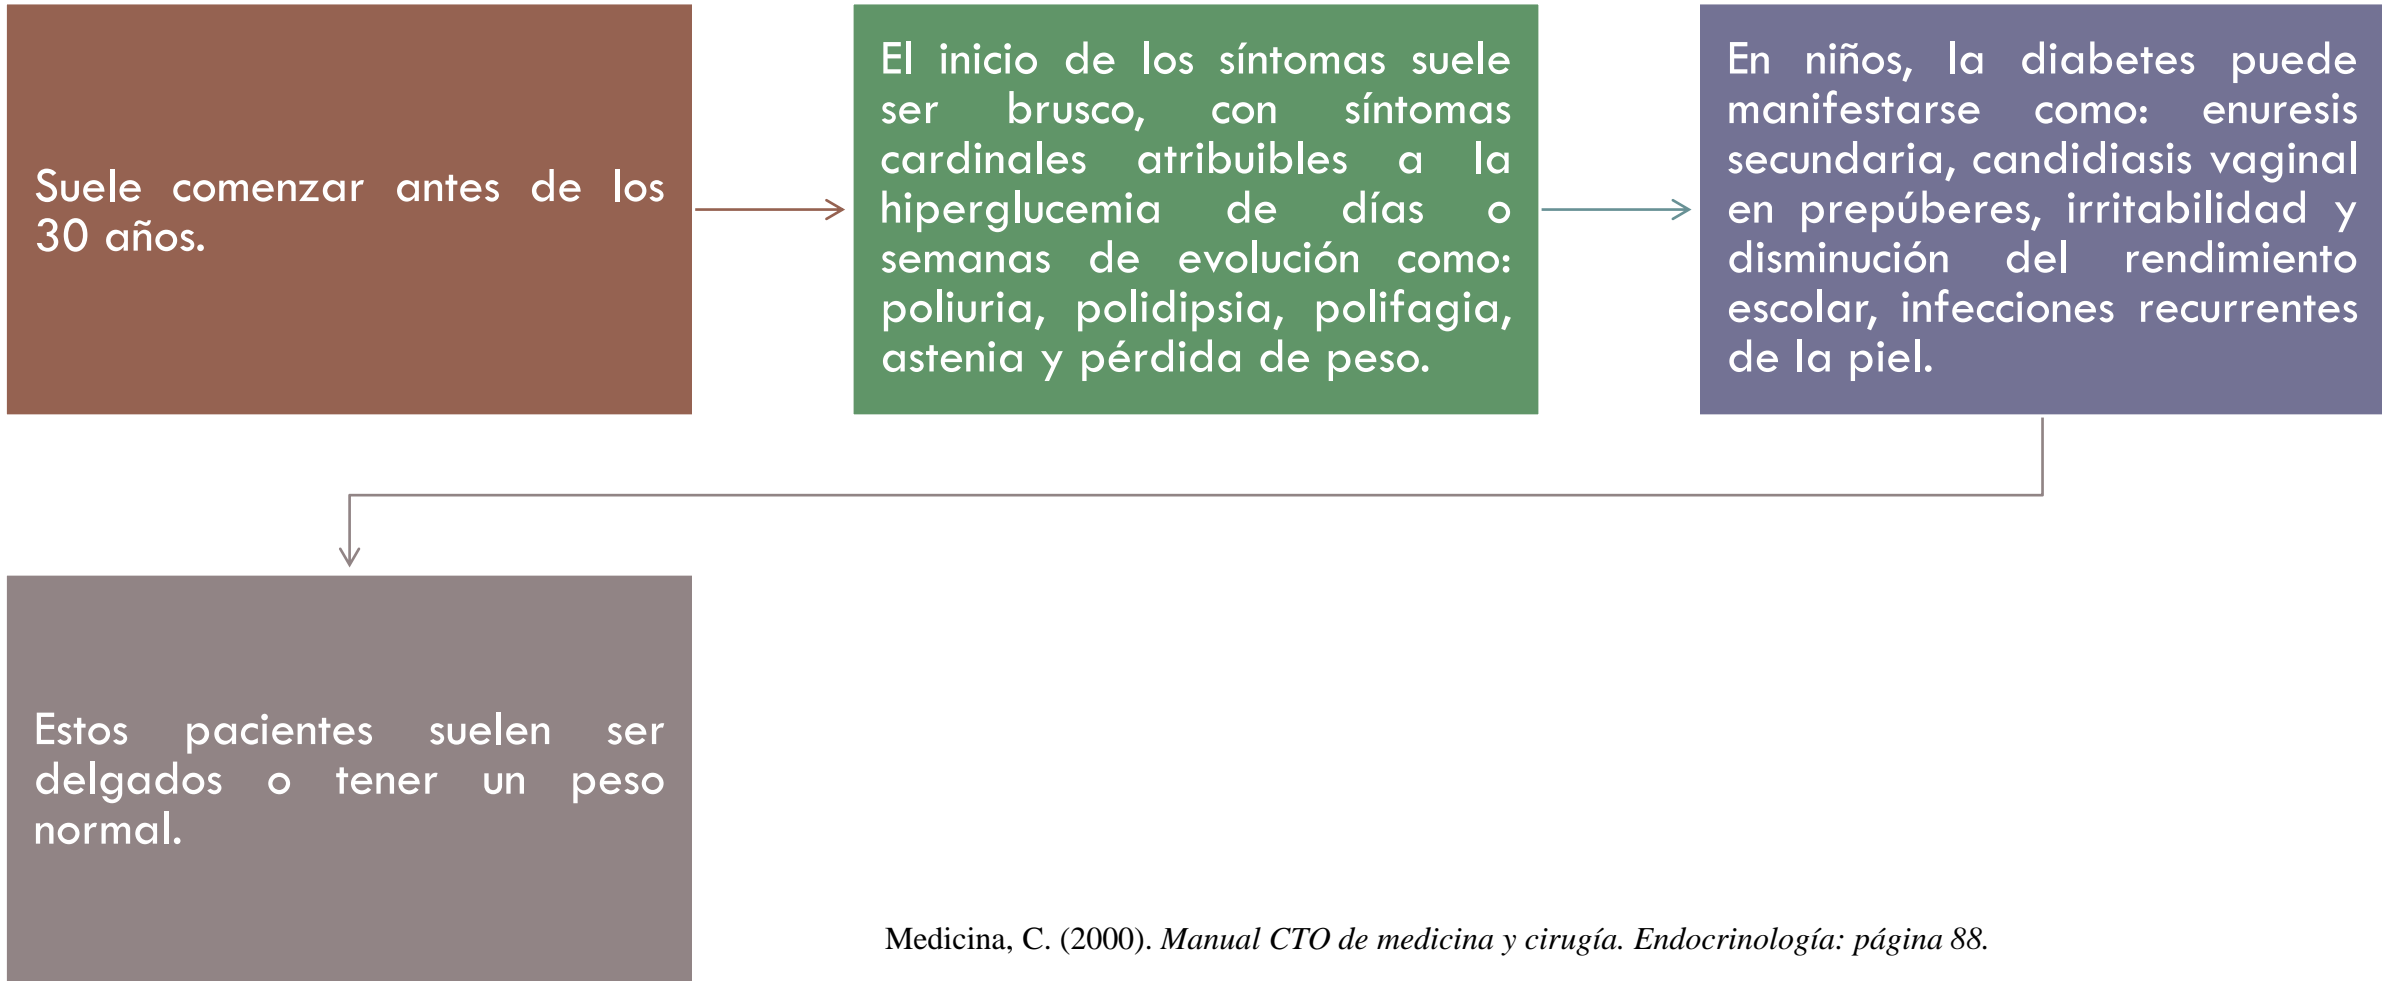 Suele comenzar antes de los
30 años.
El inicio de los síntomas suele
ser brusco, con síntomas
cardinales atribuibles a la
hiperglucemia de días o
semanas de evolución como:
poliuria, polidipsia, polifagia,
astenia y pérdida de peso.
En niños, la diabetes puede
manifestarse como: enuresis
secundaria, candidiasis vaginal
en prepúberes, irritabilidad y
disminución del rendimiento
escolar, infecciones recurrentes
de la piel.
Estos pacientes suelen ser
delgados o tener un peso
normal.
Medicina, C. (2000). Manual CTO de medicina y cirugía. Endocrinología: página 88.